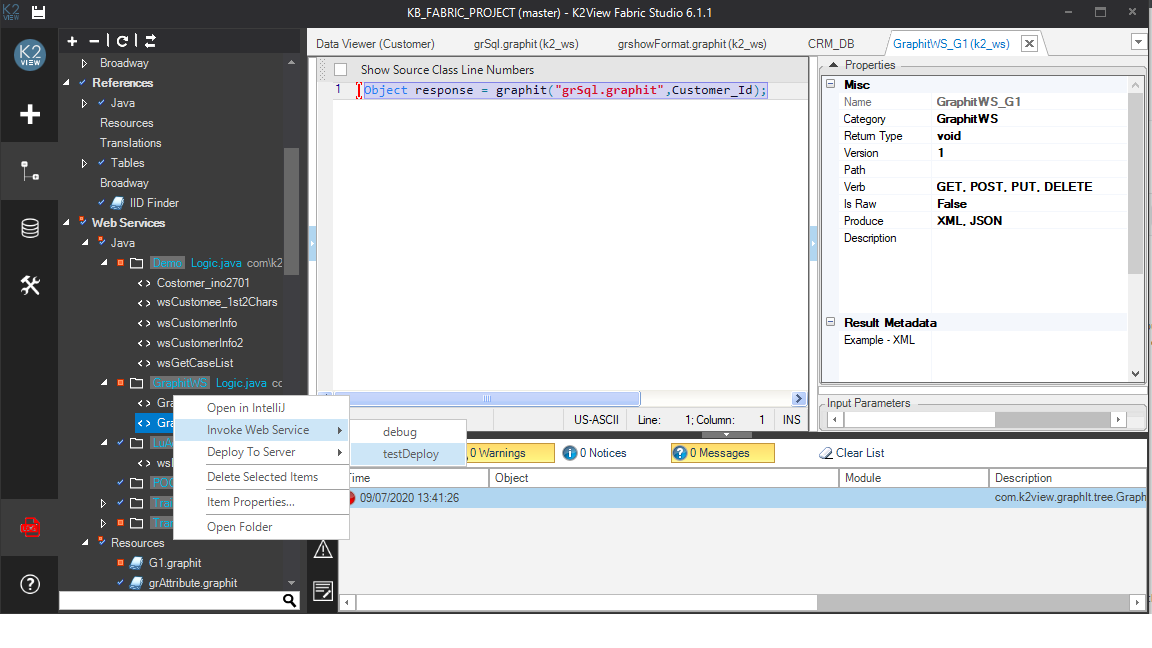 K2 VIEW
KB_FABRIC_PROJECT (master) - K2View Fabric Studio 6.1.1
K2 VIEW
Broadway
References
Java
Resources
Translations
Tables
Broadway
IID Finder
Web Services
Java
Demo Logic.java com\k2
Costomer_ino2701
wsCustomee_1st2Chars
wsCustomerInfo
wsCustomerInfo2
wsGetCaseList
GraphitWS Logic.java co
Gra
Gra
LuA
wsI
POC
Tran
Tran
Resources
G1.graphit
grAttribute.graphit
Open in IntelliJ
Invoke Web Service
Deploy To Server
Delete Selected Items
Item Properties...
Open Folder
debug
testDeploy
Data Viewer (Customer)
grSql.graphit (k2_ws)
grshowFormat.graphit (k2_ws)
CRM_DB
GraphitWS_G1 (k2_ws)
Show Source Class Line Numbers
1 Object response = graphit("grSql.graphit",Customer_Id);
US-ASCII Line: 1; Column: 1 INS
Properties
Misc
Name GraphitWS_G1
Category GraphitWS
Return Type void
Version 1
Path
Verb GET, POST, PUT, DELETE
Is Raw False
Produce XML, JSON
Description
Result Metadata
Example - XML
Input Parameters
0 Warnings 0 Notices 0 Messages Clear List
Time Object Module Description
09/07/2020 13:41:26 com.k2view.graphIt.tree.Graph